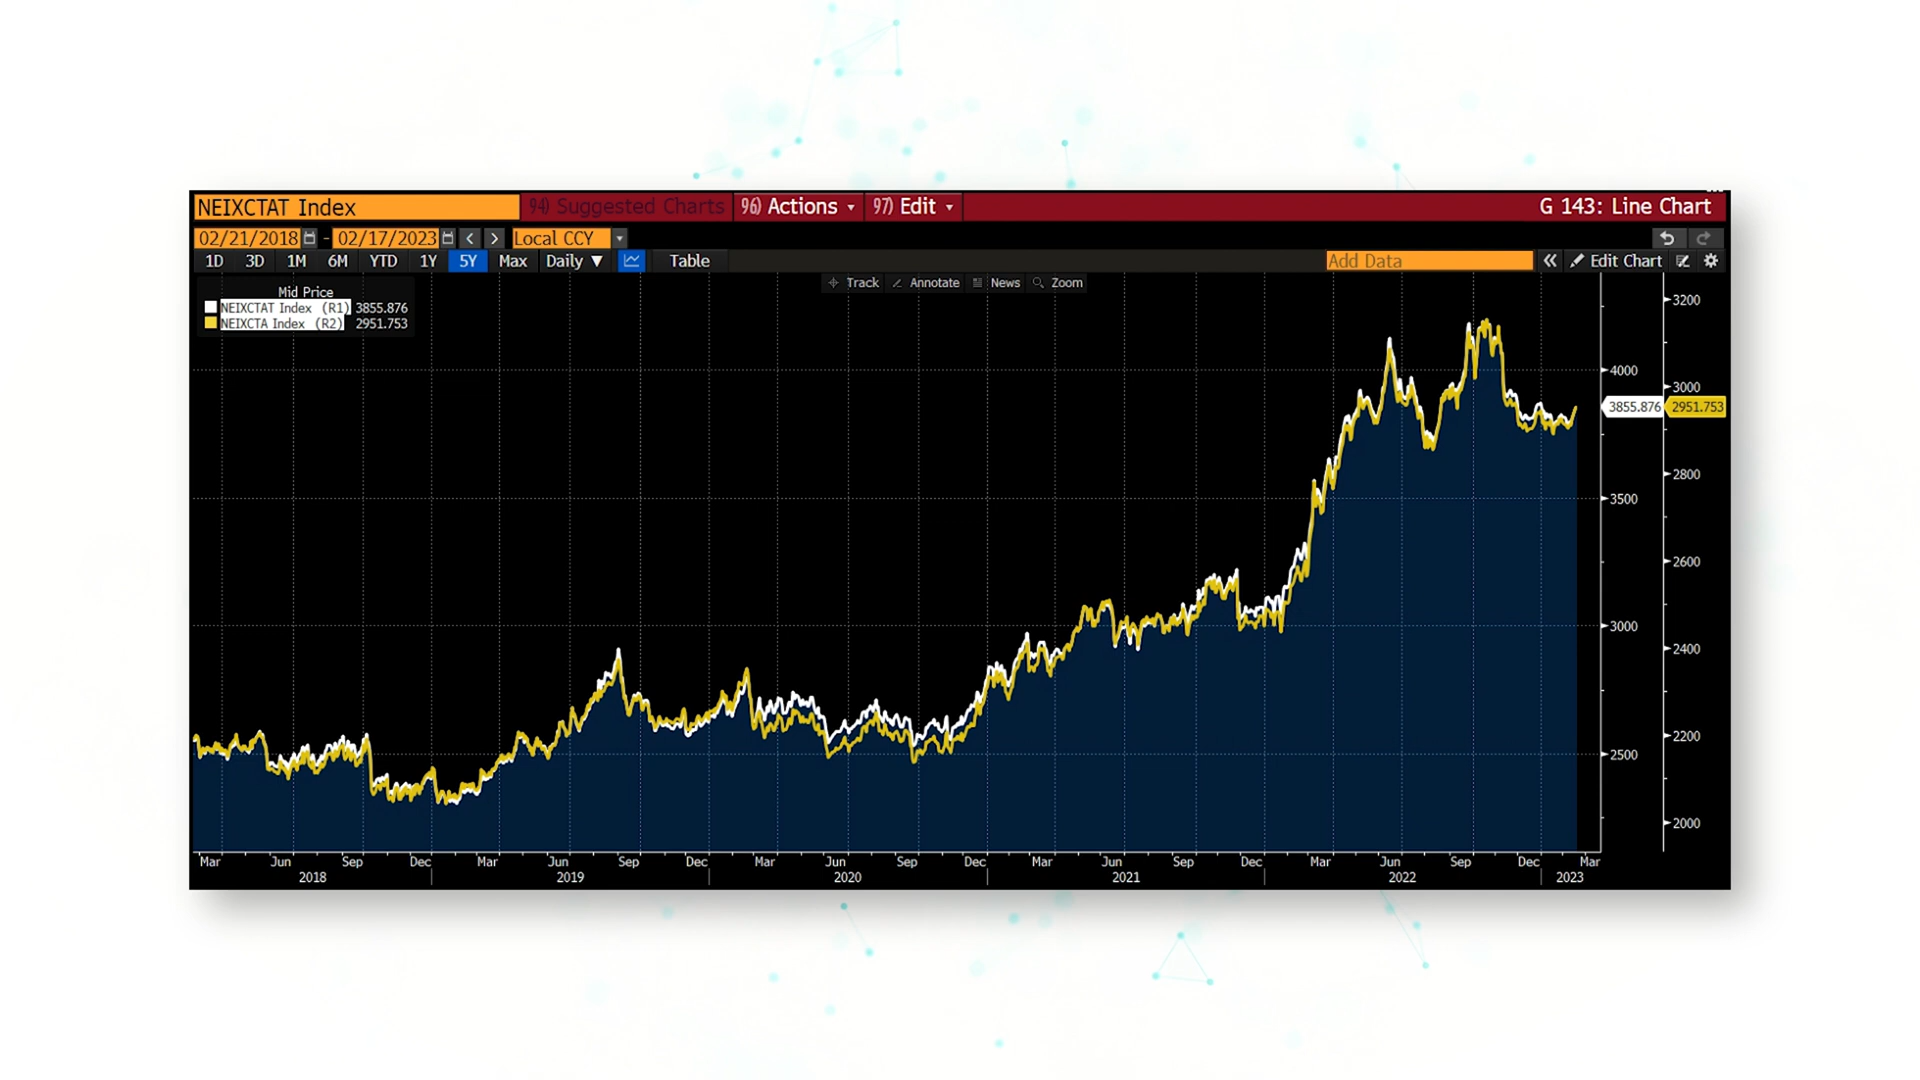 NEIXCTAT Index 94) Suggested Charts 96) Actions 97) Edit G 143: Line Chart
02/21/2018 - 02/17/2023 Local CCY
1D 3D 1M 6M YTD 1Y 5Y Max Daily ▼ Table Add Data « Edit Chart
Track Annotate News Zoom
Mid Price
NEIXCTAT Index (R1) 3855.876
NEIXCTA Index (R2) 2951.753
3200
4000
3000
3855.876 2951.753
2800
3500
2600
3000
2400
2200
2500
2000
Mar Jun Sep Dec Mar Jun Sep Dec Mar Jun Sep Dec Mar Jun Sep Dec Mar Jun Sep Dec Mar
2018 2019 2020 2021 2022 2023